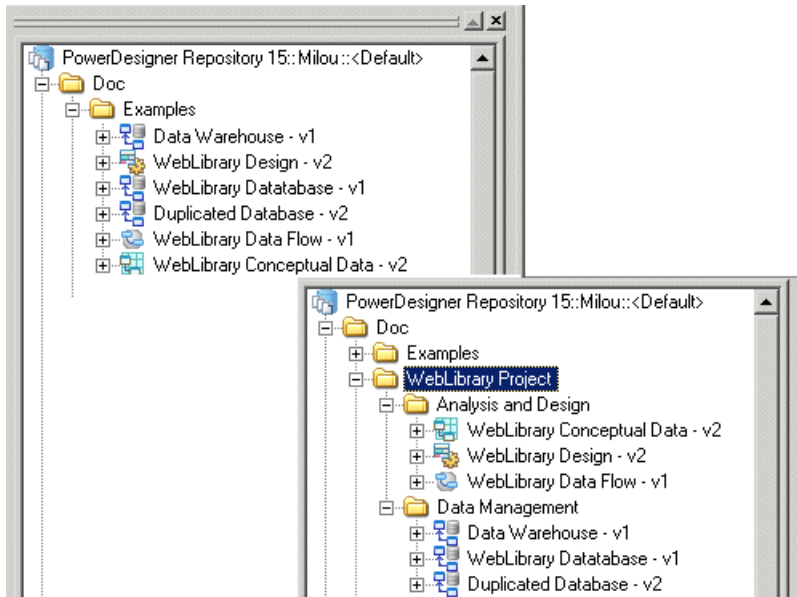 PowerDesigner Repository 15::Milou::<Default>
Doc
Examples
Data Warehouse - v1
WebLibrary Design - v2
WebLibrary Datatabase - v1
Duplicated Database - v2
WebLibrary Data Flow - v1
WebLibrary Conceptual Data - v2
PowerDesigner Repository 15::Milou::<Default>
Doc
Examples
WebLibrary Project
Analysis and Design
WebLibrary Conceptual Data - v2
WebLibrary Design - v2
WebLibrary Data Flow - v1
Data Management
Data Warehouse - v1
WebLibrary Datatabase - v1
Duplicated Database - v2